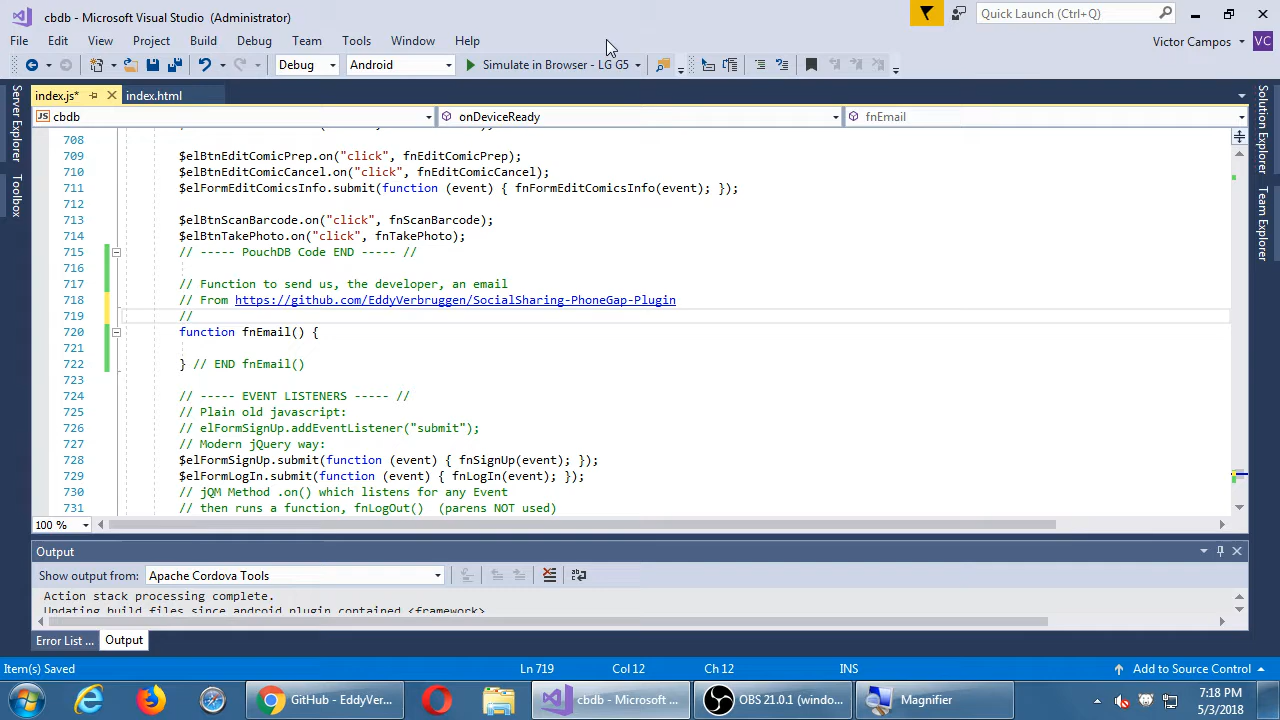 cbdb - Microsoft Visual Studio (Administrator)
Quick Launch (Ctrl+Q)
File Edit View Project Build Debug Team Tools Window Help
Victor Campos VC
Debug Android Simulate in Browser - LG G5
index.js* index.html
cbdb onDeviceReady fnEmail
Server Explorer
Toolbox
Solution Explorer
Team Explorer
708
709 $elBtnEditComicPrep.on("click", fnEditComicPrep);
710 $elBtnEditComicCancel.on("click", fnEditComicCancel);
711 $elFormEditComicsInfo.submit(function (event) { fnFormEditComicsInfo(event); });
712
713 $elBtnScanBarcode.on("click", fnScanBarcode);
714 $elBtnTakePhoto.on("click", fnTakePhoto);
715 // ----- PouchDB Code END ----- //
716
717 // Function to send us, the developer, an email
718 // From https://github.com/EddyVerbruggen/SocialSharing-PhoneGap-Plugin
719 //
720 function fnEmail() {
721
722 } // END fnEmail()
723
724 // ----- EVENT LISTENERS ----- //
725 // Plain old javascript:
726 // elFormSignUp.addEventListener("submit");
727 // Modern jQuery way:
728 $elFormSignUp.submit(function (event) { fnSignUp(event); });
729 $elFormLogIn.submit(function (event) { fnLogIn(event); });
730 // jQM Method .on() which listens for any Event
731 // then runs a function, fnLogOut() (parens NOT used)
100 %
Output
Show output from: Apache Cordova Tools
Action stack processing complete.
Updating build files since android plugin contained <framework>
Error List ... Output
Item(s) Saved Ln 719 Col 12 Ch 12 INS Add to Source Control
GitHub - EddyVer... cbdb - Microsoft ... OBS 21.0.1 (windo... Magnifier
7:18 PM
5/3/2018